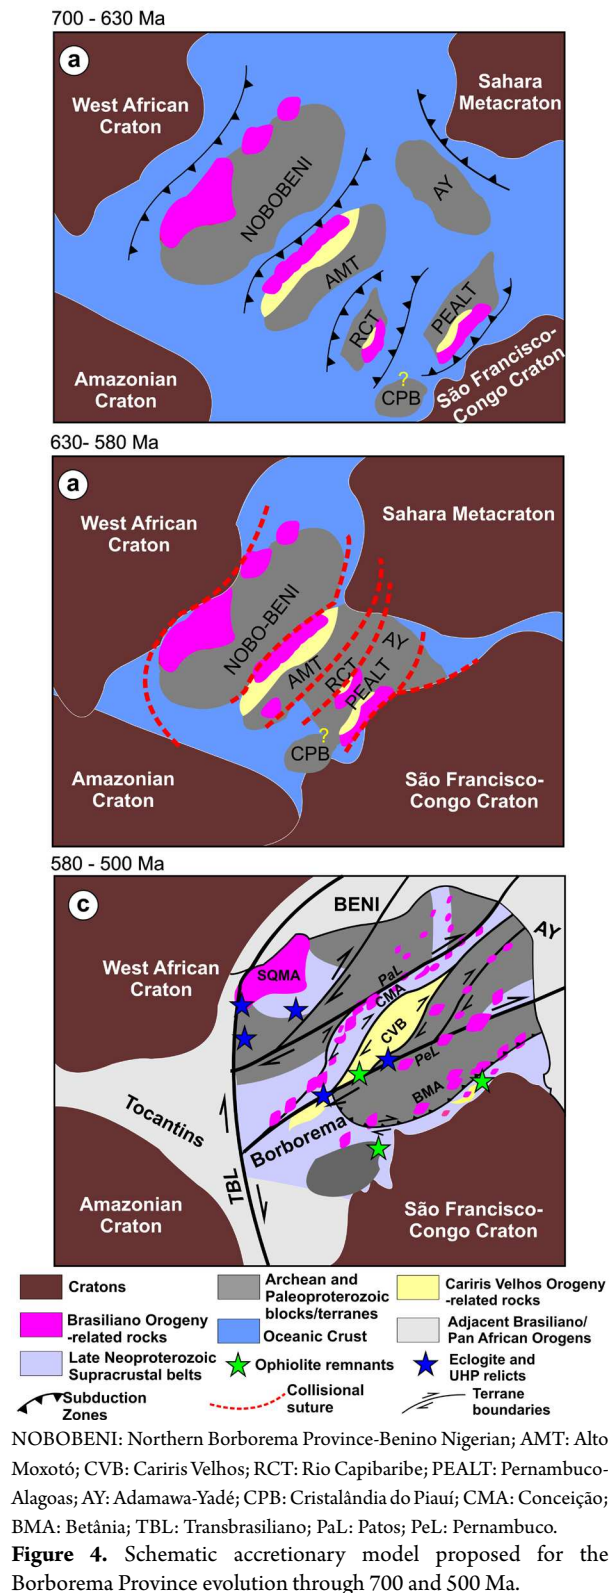 700 - 630 Ma
a
West African
Craton
Sahara
Metacraton
NOBOBENI
AY
AMT
RCT
PEALT
?
CPB
Amazonian
Craton
São Francisco-
Congo Craton
630- 580 Ma
a
West African
Craton
Sahara Metacraton
NOBO-BENI
AY
AMT
RCT
PEALT
?
CPB
Amazonian
Craton
São Francisco-
Congo Craton
580 - 500 Ma
c
BENI
AY
West African
Craton
SQMA
PaL
CMA
CVB
PeL
BMA
Tocantins
Borborema
TBL
Amazonian
Craton
São Francisco-
Congo Craton
Cratons
Archean and
Paleoproterozoic
blocks/terranes
Cariris Velhos Orogeny
-related rocks
Brasiliano Orogeny
-related rocks
Oceanic Crust
Adjacent Brasiliano/
Pan African Orogens
Late Neoproterozoic
Supracrustal belts
Ophiolite remnants
Eclogite and
UHP relicts
Subduction
Zones
Collisional
suture
Terrane
boundaries
NOBOBENI: Northern Borborema Province-Benino Nigerian; AMT: Alto
Moxotó; CVB: Cariris Velhos; RCT: Rio Capibaribe; PEALT: Pernambuco-
Alagoas; AY: Adamawa-Yadé; CPB: Cristalândia do Piauí; CMA: Conceição;
BMA: Betânia; TBL: Transbrasiliano; PaL: Patos; PeL: Pernambuco.
Figure 4. Schematic accretionary model proposed for the
Borborema Province evolution through 700 and 500 Ma.